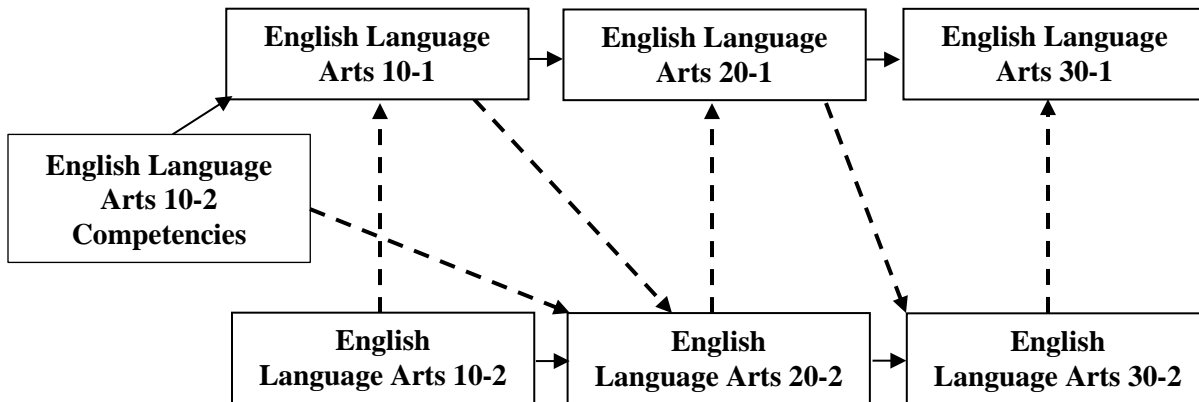 English Language
Arts 10-1
English Language
Arts 20-1
English Language
Arts 30-1
English Language
Arts 10-2
Competencies
English
Language Arts 10-2
English
Language Arts 20-2
English
Language Arts 30-2